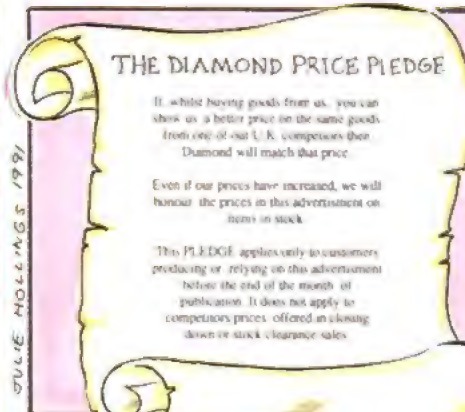 THE DIAMOND PRICE PLEDGE
If, whilst buying goods from us, you can
show us a better price on the same goods
from one of out U.K. competiors then
Diamond will match that price
Even if our prices have increased, we will
honour the prices in this advertisment on
items in stock
This PLEDGE applies only to customers
producing or relying on this advertisment
before the end of the month of
publication. It does not apply to
competitors prices offered in closing
down or stock clearance sales
JULIE HOLLINGS 1991